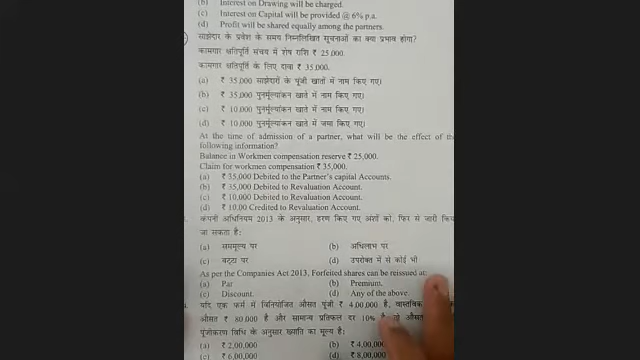 (b) Interest on Drawing will be charged.
(c) Interest on Capital will be provided @ 6% p.a.
(d) Profit will be shared equally among the partners.
साझेदार के प्रवेश के समय निम्नलिखित सूचनाओं का क्या प्रभाव होगा?
कामगार क्षतिपूर्ति संचय में शेष राशि ₹ 25,000.
कामगार क्षतिपूर्ति के लिए दावा ₹ 35,000.
(a) ₹ 35,000 साझेदारों के पूंजी खातों में नाम किए गए।
(b) ₹ 35,000 पुनर्मूल्यांकन खाते में नाम किए गए।
(c) ₹ 10,000 पुनर्मूल्यांकन खाते में नाम किए गए।
(d) ₹ 10,000 पुनर्मूल्यांकन खाते में जमा किए गए।
At the time of admission of a partner, what will be the effect of the
following information?
Balance in Workmen compensation reserve ₹ 25,000.
Claim for workmen compensation ₹ 35,000.
(a) ₹ 35,000 Debited to the Partner's capital Accounts.
(b) ₹ 35,000 Debited to Revaluation Account.
(c) ₹ 10,000 Debited to Revaluation Account.
(d) ₹ 10,00 Credited to Revaluation Account.
कंपनी अधिनियम 2013 के अनुसार, हरण किए गए अंशों को, फिर से जारी किया
जा सकता है:
(a) सममूल्य पर (b) अधिलाभ पर
(c) बट्टा पर (d) उपरोक्त में से कोई भी
As per the Companies Act 2013, Forfeited shares can be reissued at:
(a) Par (b) Premium.
(c) Discount. (d) Any of the above.
यदि एक फर्म में विनियोजित औसत पूंजी ₹ 4,00,000 है, वास्तविक
औसत ₹ 80,000 है और सामान्य प्रतिफल दर 10% है, तो औसत
पूंजीकरण विधि के अनुसार ख्याति का मूल्य है:
(a) ₹ 2,00,000 (b) ₹ 4,00,000
(c) ₹ 6,00,000 (d) ₹ 8,00,000